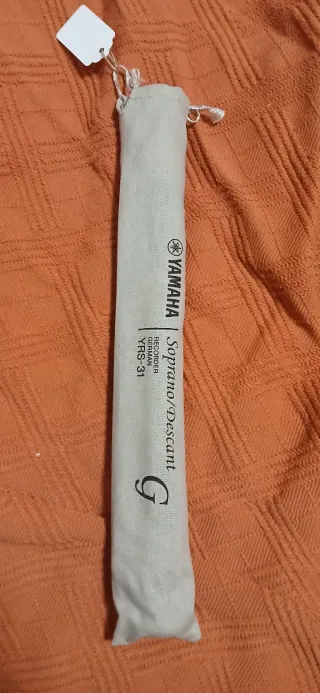 YAMAHA
Soprano/Descant
RECORDER
GERMAN
YRS-31
G